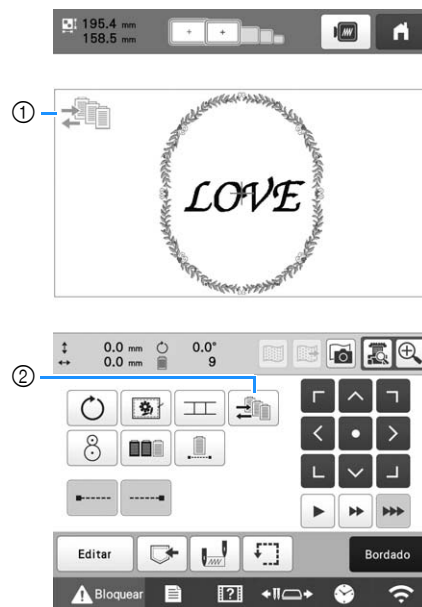 195.4 mm
158.5 mm
①
LOVE
0.0 mm 0.0°
0.0 mm 9
②
Editar Bordado
Bloquear